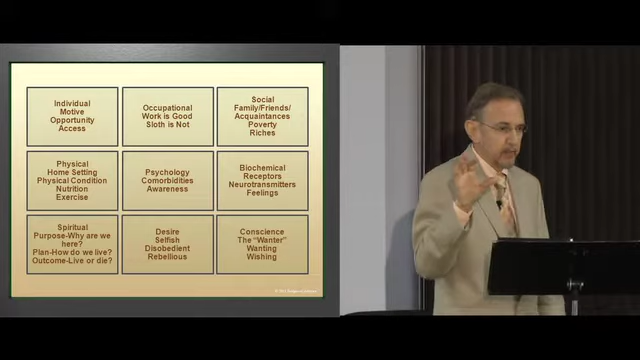 Individual
Motive
Opportunity
Access
Occupational
Work is Good
Sloth is Not
Social
Family/Friends/
Acquaintances
Poverty
Riches
Physical
Home Setting
Physical Condition
Nutrition
Exercise
Psychology
Comorbidities
Awareness
Biochemical
Receptors
Neurotransmitters
Feelings
Spiritual
Purpose-Why are we
here?
Plan-How do we live?
Outcome-Live or die?
Desire
Selfish
Disobedient
Rebellious
Conscience
The “Wanter”
Wanting
Wishing